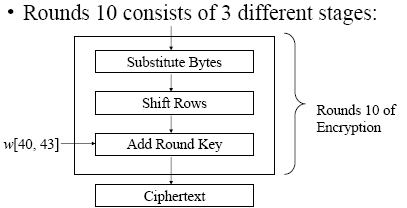 • Rounds 10 consists of 3 different stages:
Substitute Bytes
Shift Rows
Rounds 10 of
Encryption
w[40, 43]
Add Round Key
Ciphertext